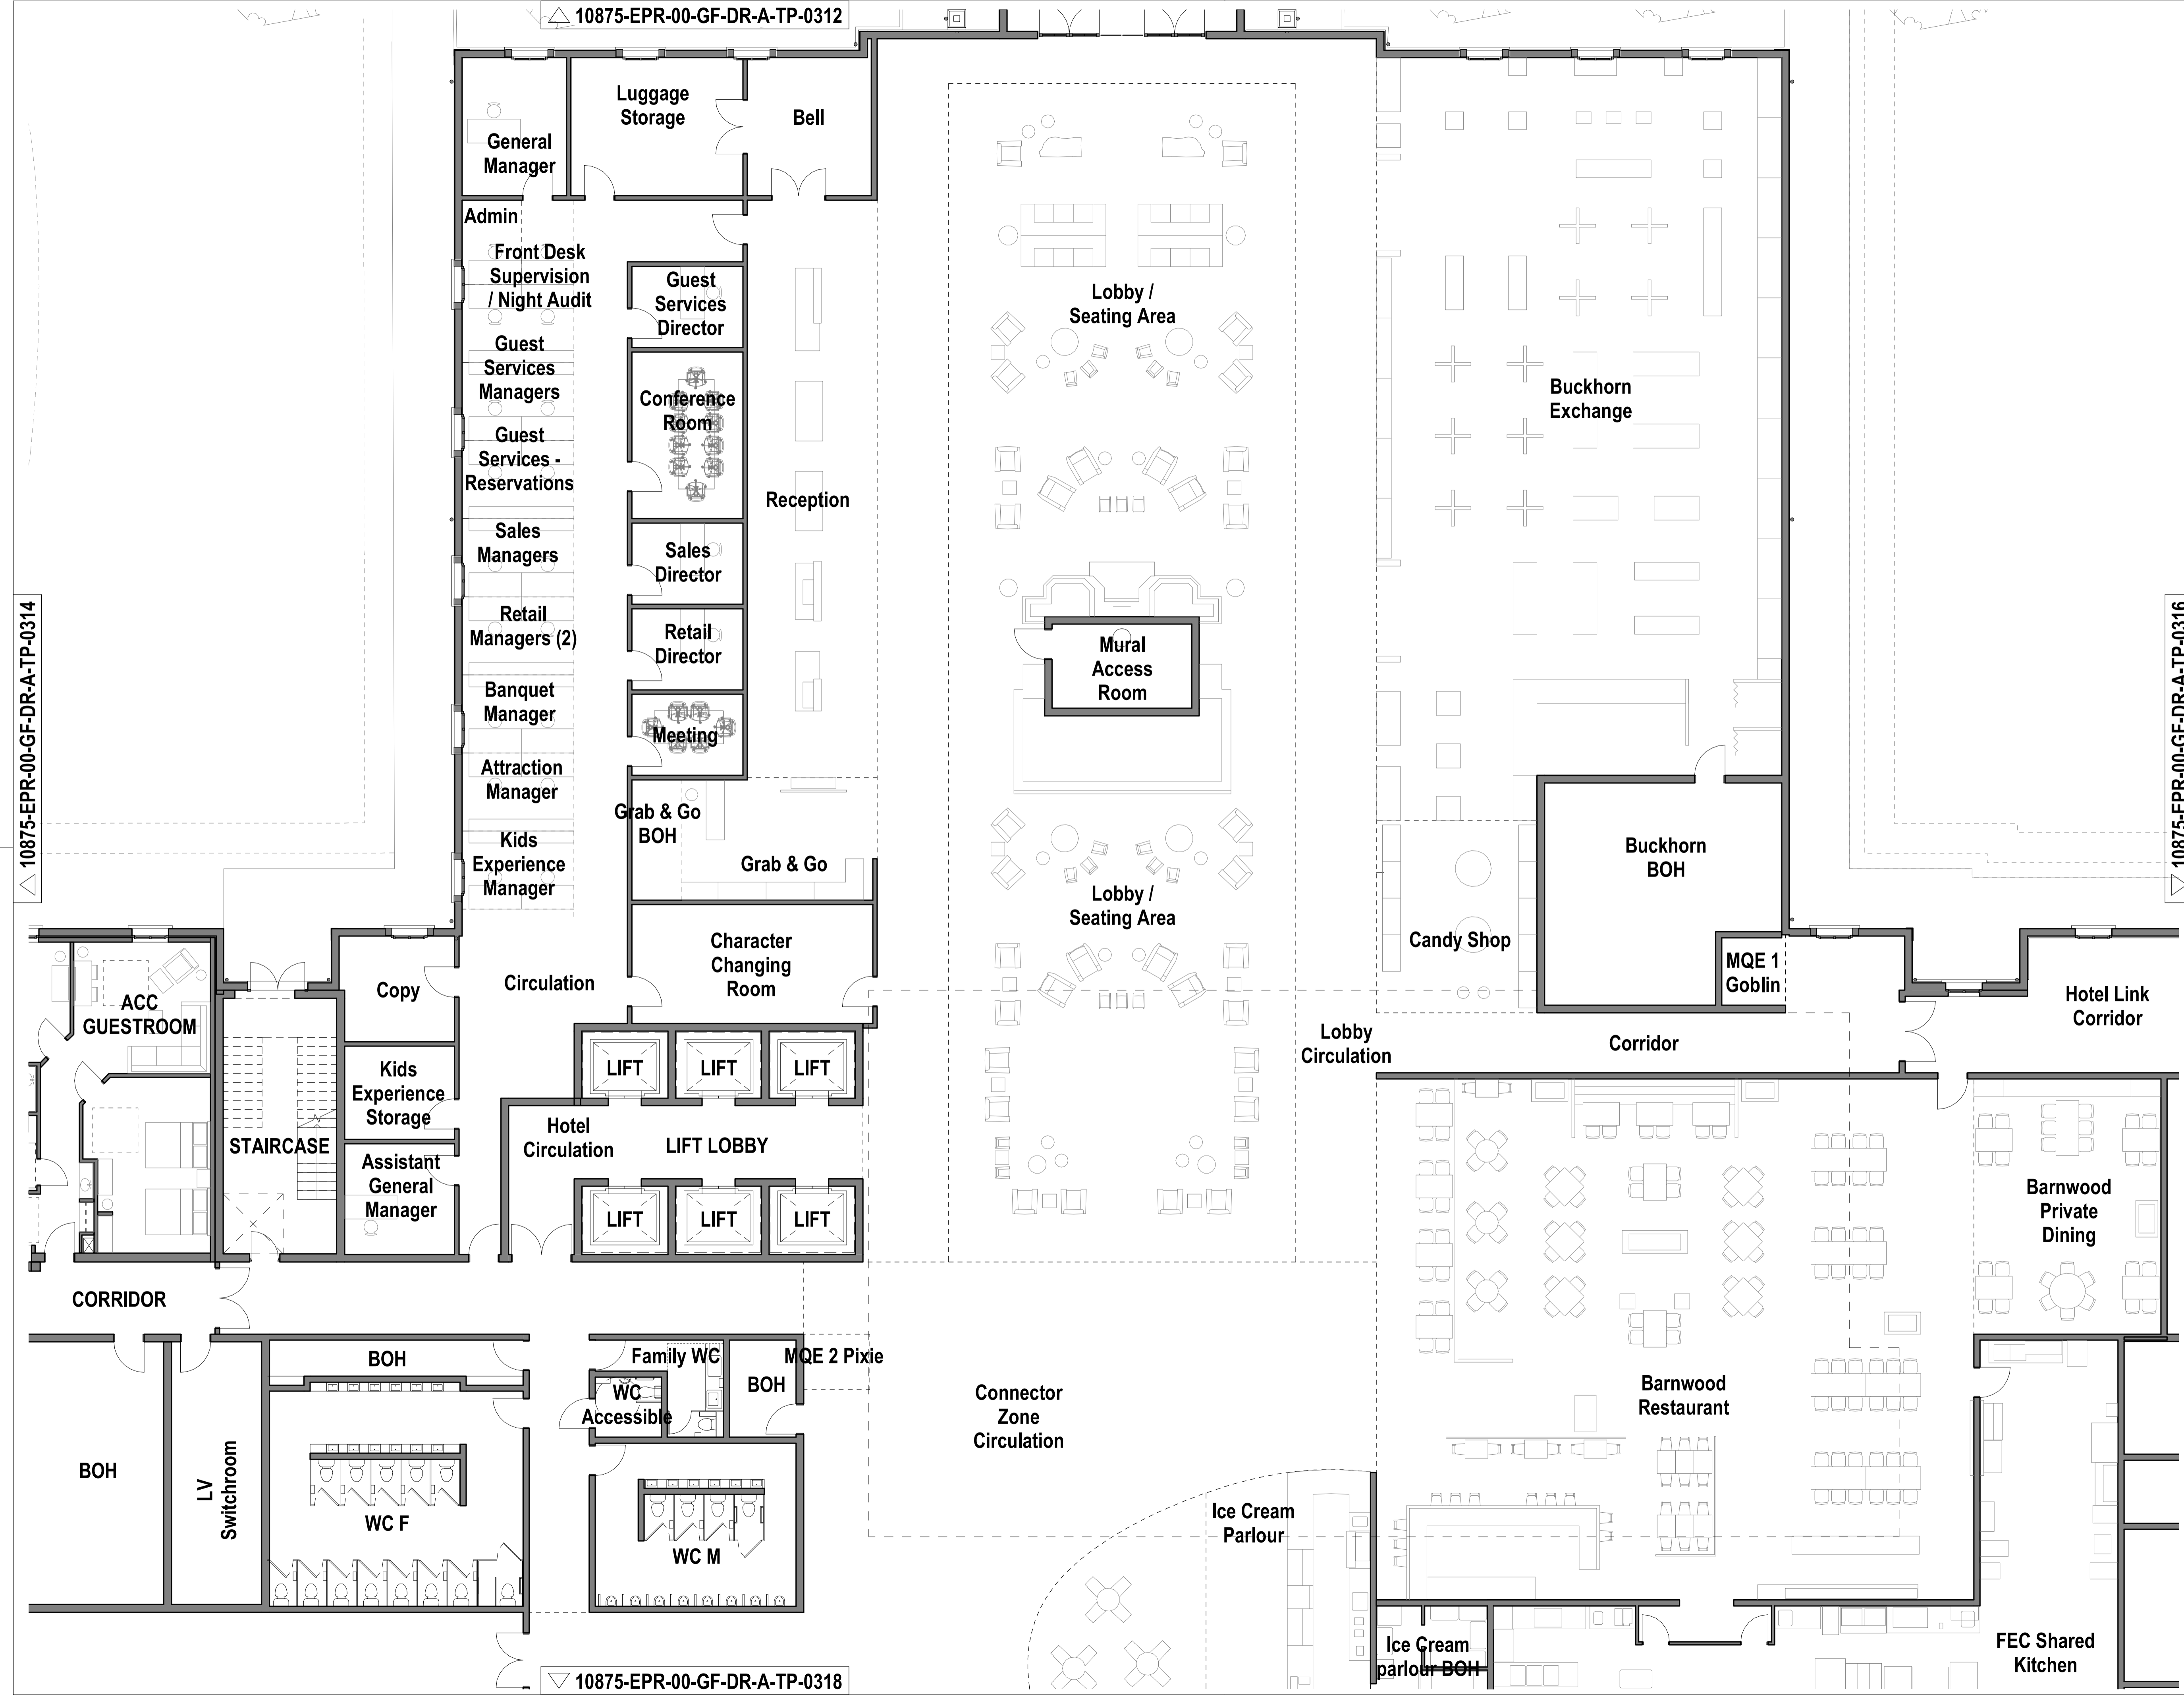 10875-EPR-00-GF-DR-A-TP-0312
Luggage
Storage
Bell
General
Manager
Admin
Front Desk
Supervision
/ Night Audit
Guest
Services
Director
Lobby /
Seating Area
Guest
Services
Managers
Conference
Room
Buckhorn
Exchange
Guest
Services -
Reservations
Reception
Sales
Managers
Sales
Director
Retail
Managers (2)
Retail
Director
Mural
Access
Room
10875-EPR-00-GF-DR-A-TP-0314
10875-EPR-00-GF-DR-A-TP-0316
Banquet
Manager
Meeting
Attraction
Manager
Grab & Go
BOH
Grab & Go
Kids
Experience
Manager
Lobby /
Seating Area
Buckhorn
BOH
Candy Shop
MQE 1
Goblin
Character
Changing
Room
Circulation
Copy
ACC
GUESTROOM
Hotel Link
Corridor
Lobby
Circulation
Corridor
LIFT
LIFT
LIFT
Kids
Experience
Storage
Hotel
Circulation
LIFT LOBBY
STAIRCASE
Assistant
General
Manager
LIFT
LIFT
LIFT
Barnwood
Private
Dining
CORRIDOR
BOH
Family WC
MQE 2 Pixie
BOH
WC
Accessible
Connector
Zone
Circulation
Barnwood
Restaurant
BOH
LV
Switchroom
WC F
WC M
Ice Cream
Parlour
Ice Cream
parlour BOH
FEC Shared
Kitchen
10875-EPR-00-GF-DR-A-TP-0318